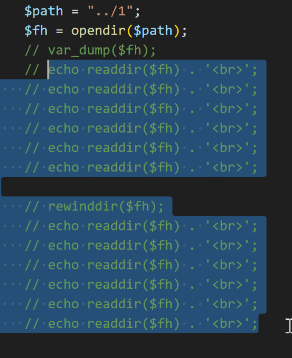 $path = "../1";
$fh = opendir($path);
// var_dump($fh);
// echo readdir($fh) . '<br>';
// echo readdir($fh) . '<br>';
// echo readdir($fh) . '<br>';
// echo readdir($fh) . '<br>';
// echo readdir($fh) . '<br>';
// echo readdir($fh) . '<br>';
// rewinddir($fh);
// echo readdir($fh) . '<br>';
// echo readdir($fh) . '<br>';
// echo readdir($fh) . '<br>';
// echo readdir($fh) . '<br>';
// echo readdir($fh) . '<br>';
// echo readdir($fh) . '<br>';